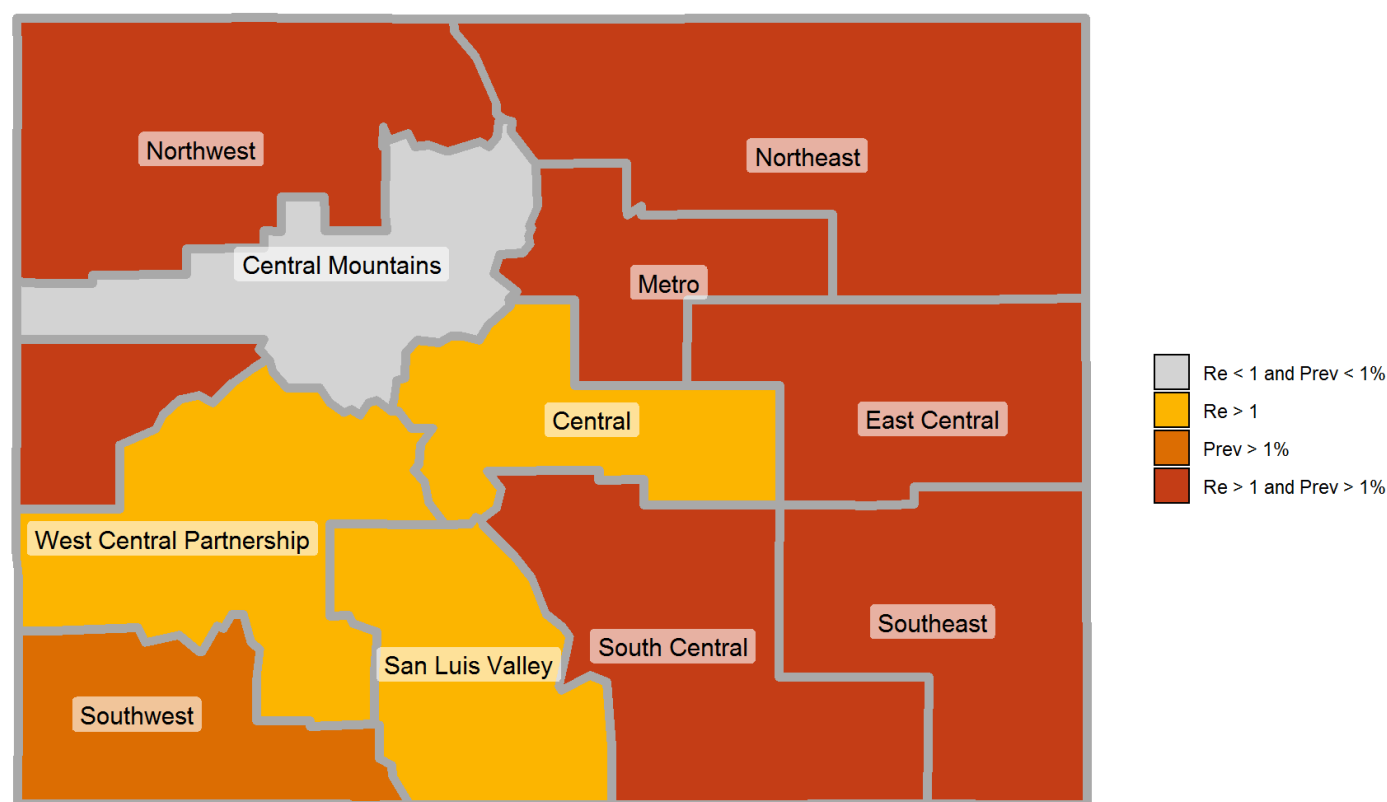 Northwest
Northeast
Central Mountains
Metro
Central
East Central
West Central Partnership
Southeast
South Central
San Luis Valley
Southwest
Re < 1 and Prev < 1%
Re > 1
Prev > 1%
Re > 1 and Prev > 1%